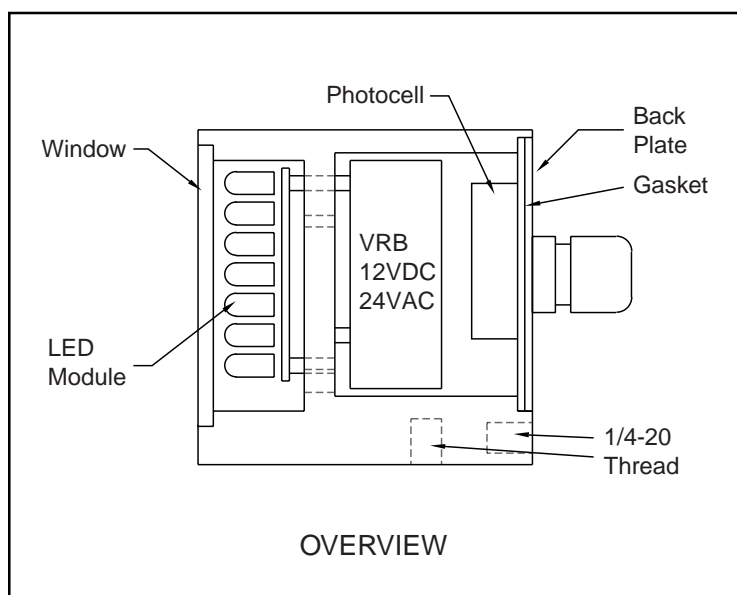 Photocell
Window
Back
Plate
Gasket
VRB
12VDC
24VAC
LED
Module
1/4-20
Thread
OVERVIEW